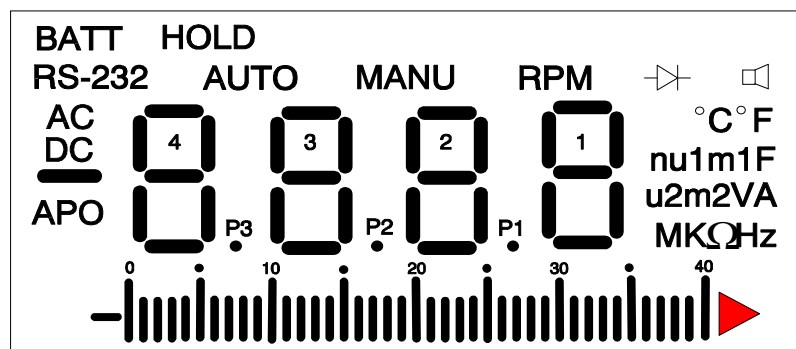 BATT HOLD
RS-232 AUTO MANU RPM
AC
DC
APO
4 3 2 1
P3 P2 P1
°C°F
nu1m1F
u2m2VA
MKΩHz
0 10 20 30 40